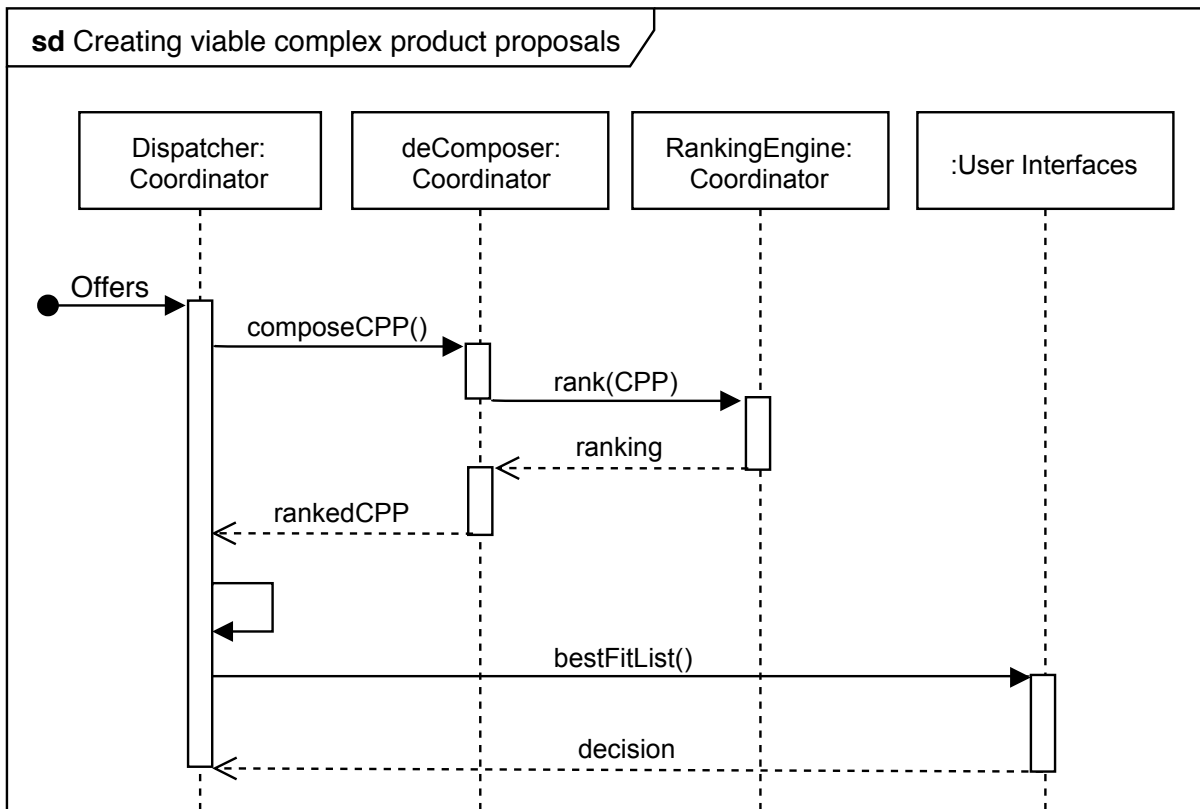 sd Creating viable complex product proposals
Dispatcher:
Coordinator
deComposer:
Coordinator
RankingEngine:
Coordinator
:User Interfaces
Offers
composeCPP()
rank(CPP)
ranking
rankedCPP
bestFitList()
decision